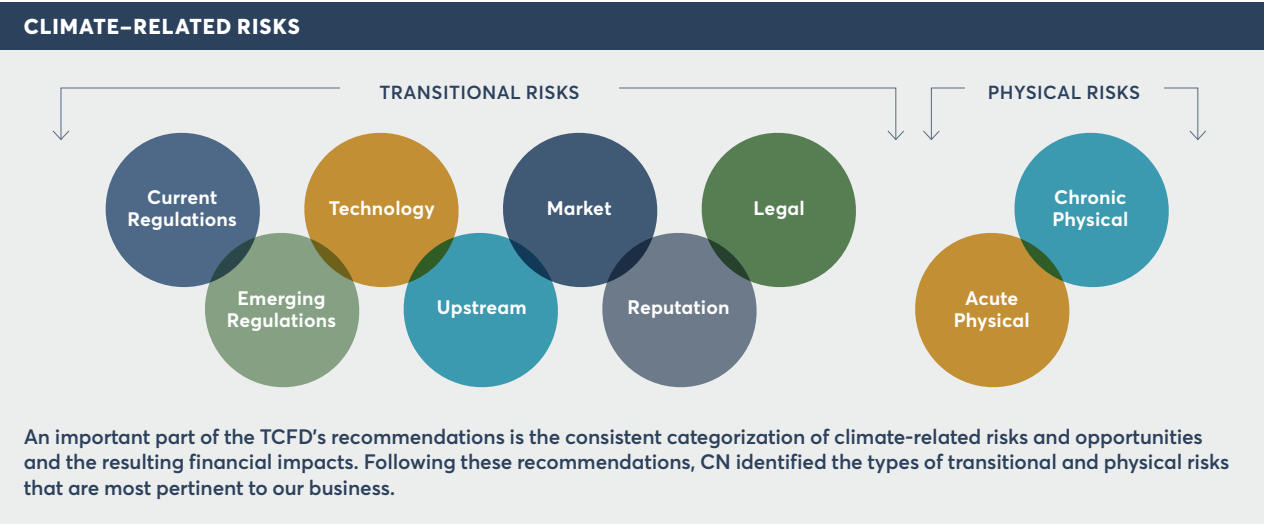 CLIMATE–RELATED RISKS
TRANSITIONAL RISKS
PHYSICAL RISKS
Current
Regulations
Technology
Market
Legal
Chronic
Physical
Emerging
Regulations
Upstream
Reputation
Acute
Physical
An important part of the TCFD's recommendations is the consistent categorization of climate-related risks and opportunities
and the resulting financial impacts. Following these recommendations, CN identified the types of transitional and physical risks
that are most pertinent to our business.